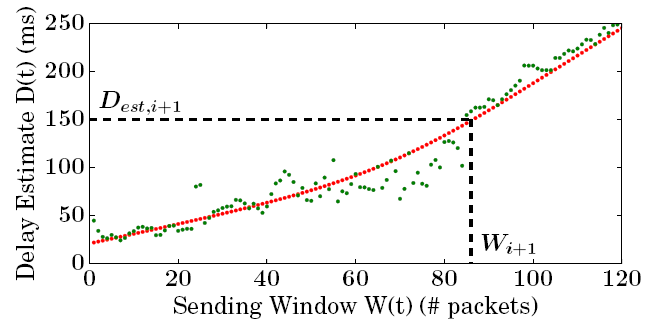 Delay Estimate D(t) (ms)
250
200
150
100
50
0
D_{est,i+1}
W_{i+1}
0 20 40 60 80 100 120
Sending Window W(t) (# packets)